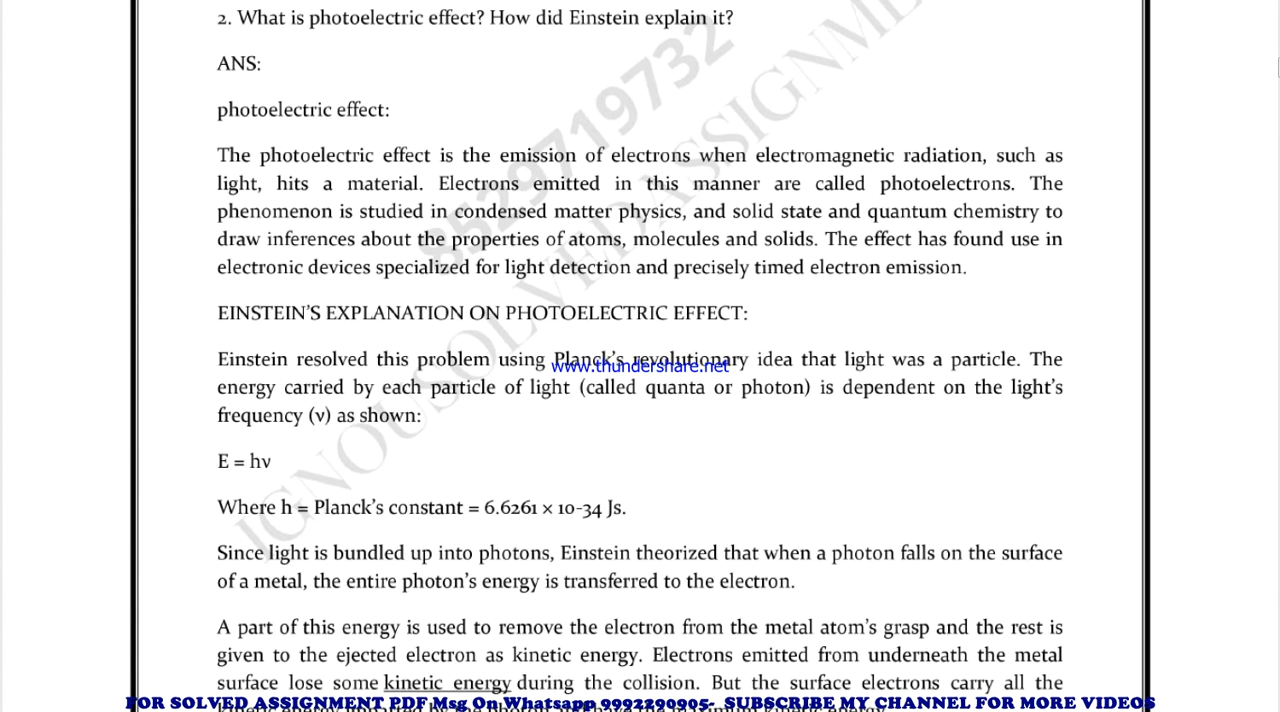 2. What is photoelectric effect? How did Einstein explain it?
ANS:
photoelectric effect:
The photoelectric effect is the emission of electrons when electromagnetic radiation, such as
light, hits a material. Electrons emitted in this manner are called photoelectrons. The
phenomenon is studied in condensed matter physics, and solid state and quantum chemistry to
draw inferences about the properties of atoms, molecules and solids. The effect has found use in
electronic devices specialized for light detection and precisely timed electron emission.
EINSTEIN'S EXPLANATION ON PHOTOELECTRIC EFFECT:
Einstein resolved this problem using Planck's revolutionary idea that light was a particle. The
www.thundershare.net
energy carried by each particle of light (called quanta or photon) is dependent on the light's
frequency (ν) as shown:
E = hν
Where h = Planck's constant = 6.6261 × 10-34 Js.
Since light is bundled up into photons, Einstein theorized that when a photon falls on the surface
of a metal, the entire photon's energy is transferred to the electron.
A part of this energy is used to remove the electron from the metal atom's grasp and the rest is
given to the ejected electron as kinetic energy. Electrons emitted from underneath the metal
surface lose some kinetic energy during the collision. But the surface electrons carry all the
FOR SOLVED ASSIGNMENT PDF Msg On Whatsapp 9992290905- SUBSCRIBE MY CHANNEL FOR MORE VIDEOS
8529719732
IGNOU SOLVED ASSIGNME